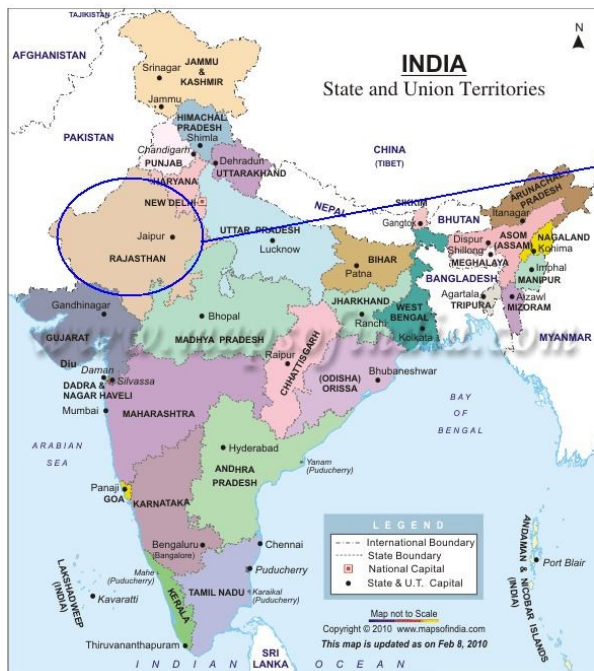 TAJIKISTAN
AFGHANISTAN
JAMMU
&
KASHMIR
Srinagar
Jammu
INDIA
State and Union Territories
N
PAKISTAN
HIMACHAL
PRADESH
Shimla
Chandigarh
PUNJAB
Dehradun
UTTARAKHAND
HARYANA
NEW DELHI
CHINA
(TIBET)
NEPAL
SIKKIM
Gangtok
BHUTAN
ARUNACHAL
PRADESH
Itanagar
Jaipur
RAJASTHAN
UTTAR PRADESH
Lucknow
BIHAR
Patna
Dispur
Shillong
ASOM
(ASSAM)
MEGHALAYA
NAGALAND
Kohima
Imphal
MANIPUR
BANGLADESH
Agartala
TRIPURA
Aizawl
MIZORAM
MYANMAR
Gandhinagar
GUJARAT
Bhopal
MADHYA PRADESH
JHARKHAND
Ranchi
WEST
BENGAL
Kolkata
www.mapsofindia.com
Diu
Daman
Silvassa
DADRA &
NAGAR HAVELI
Mumbai
MAHARASHTRA
Raipur
CHHATTISGARH
(ODISHA)
ORISSA
Bhubaneshwar
BAY
OF
BENGAL
ARABIAN
SEA
Hyderabad
ANDHRA
PRADESH
Yanam
(Puducherry)
Panaji
GOA
KARNATAKA
Bengaluru
(Bangalore)
Chennai
Mahe
(Puducherry)
Puducherry
Karaikal
(Puducherry)
TAMIL NADU
KERALA
LAKSHADWEEP
(INDIA)
Kavaratti
Thiruvananthapuram
SRI
LANKA
INDIAN OCEAN
ANDAMAN & NICOBAR ISLANDS
(INDIA)
Port Blair
LEGEND
International Boundary
State Boundary
National Capital
State & U.T. Capital
Map not to Scale
Copyright © 2010 www.mapsofindia.com
This map is updated as on Feb 8, 2010